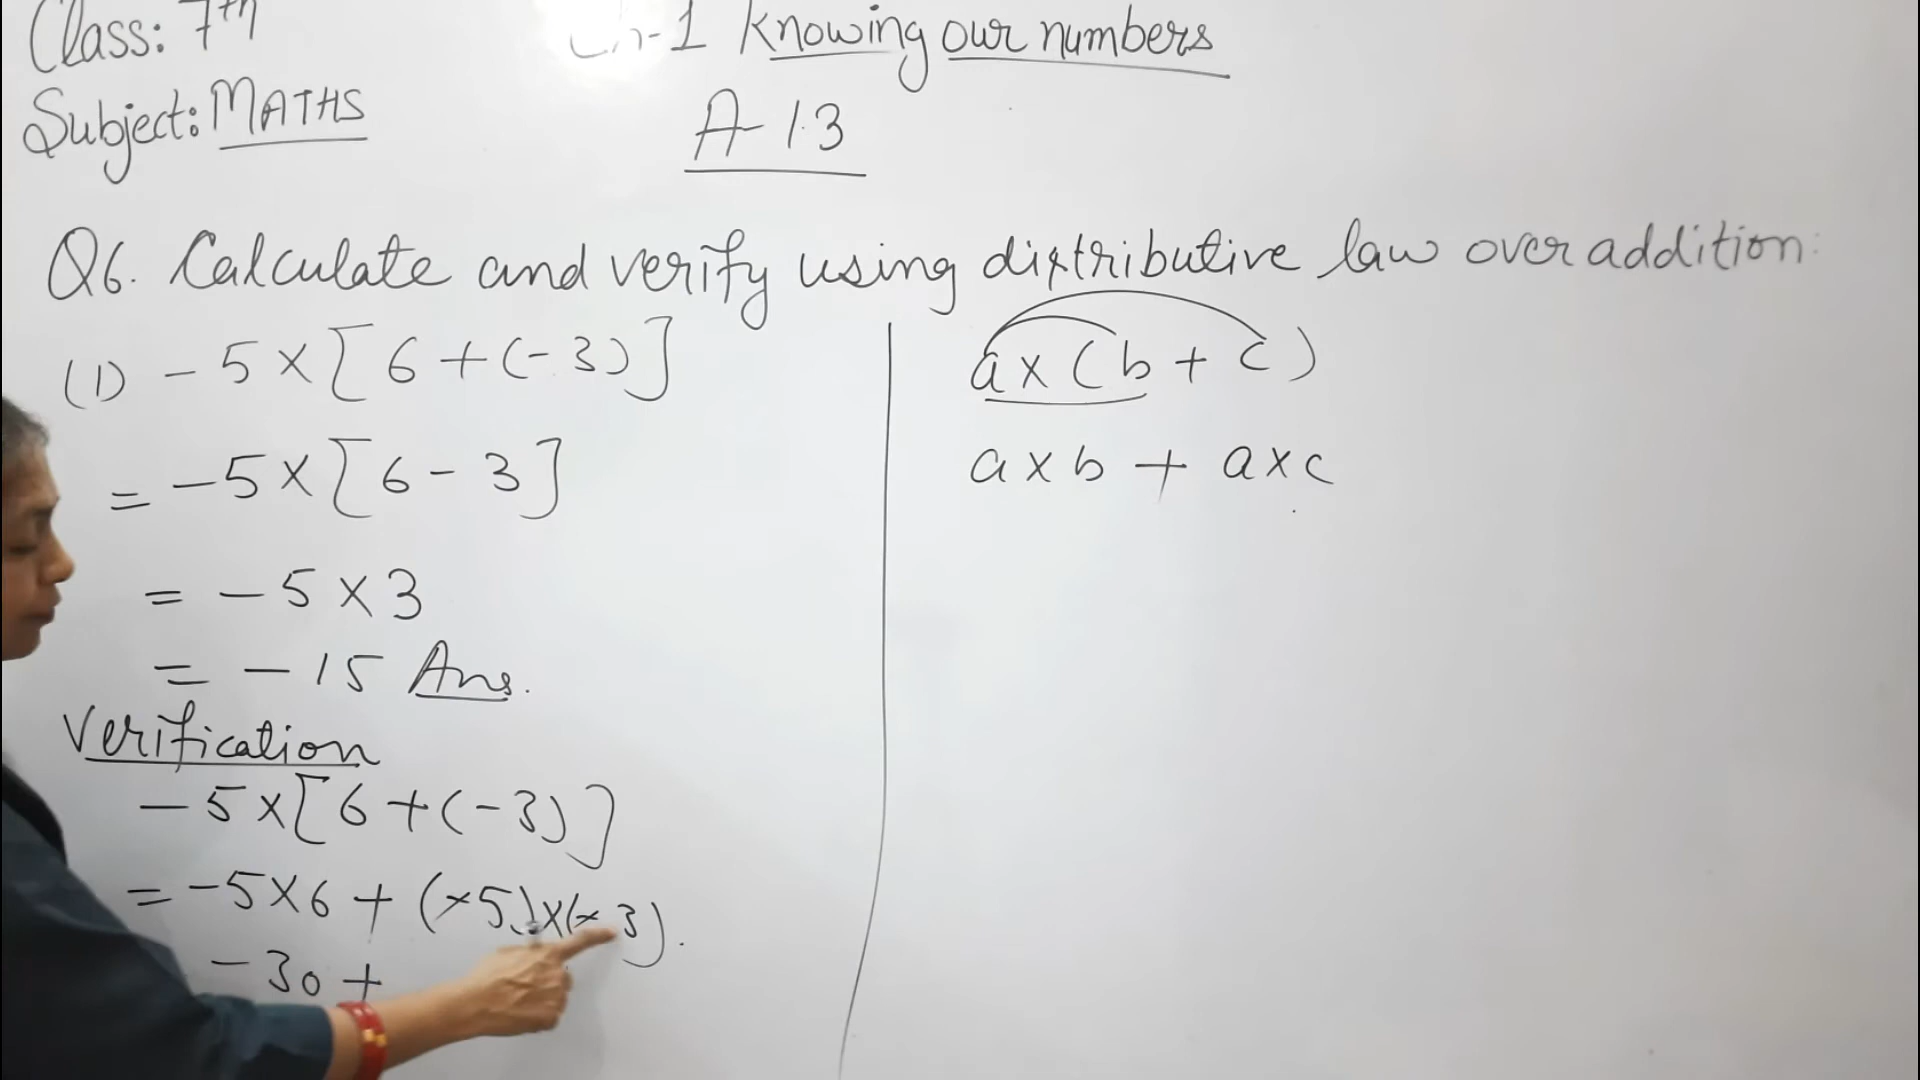 Class: 7th
Ch-1 Knowing our numbers
Subject: MATHS
A-1.3
Q6. Calculate and verify using distributive law over addition:
(1) -5×[6+(-3)]
= -5×[6-3]
= -5×3
= -15 Ans.
Verification
-5×[6+(-3)]
= -5×6+(-5)×(-3).
-30+
a×(b+c)
a×b + a×c